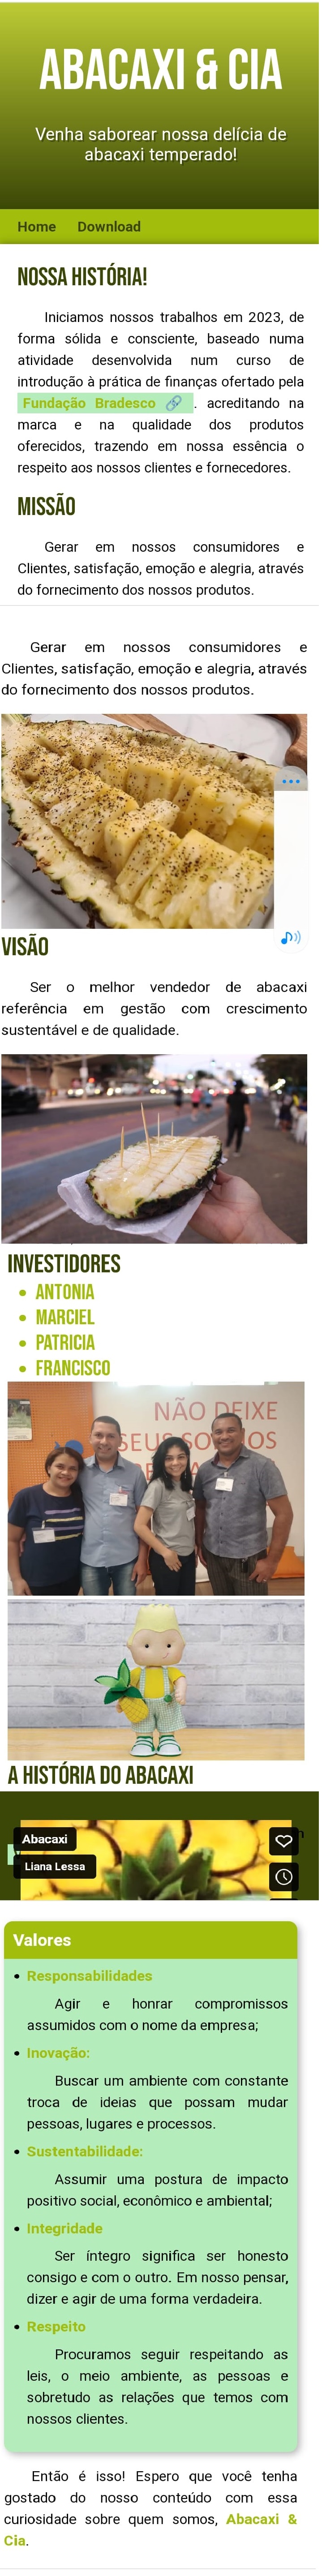 ABACAXI & CIA
Venha saborear nossa delícia de
abacaxi temperado!
Home Download
NOSSA HISTÓRIA!
Iniciamos nossos trabalhos em 2023, de
forma sólida e consciente, baseado numa
atividade desenvolvida num curso de
introdução à prática de finanças ofertado pela
Fundação Bradesco 🔗. acreditando na
marca e na qualidade dos produtos
oferecidos, trazendo em nossa essência o
respeito aos nossos clientes e fornecedores.
MISSÃO
Gerar em nossos consumidores e
Clientes, satisfação, emoção e alegria, através
do fornecimento dos nossos produtos.
Gerar em nossos consumidores e
Clientes, satisfação, emoção e alegria, através
do fornecimento dos nossos produtos.
VISÃO
Ser o melhor vendedor de abacaxi
referência em gestão com crescimento
sustentável e de qualidade.
INVESTIDORES
• ANTONIA
• MARCIEL
• PATRICIA
• FRANCISCO
NÃO DEIXE
SEUS
A HISTÓRIA DO ABACAXI
Abacaxi
Liana Lessa
Valores
• Responsabilidades
Agir e honrar compromissos
assumidos com o nome da empresa;
• Inovação:
Buscar um ambiente com constante
troca de ideias que possam mudar
pessoas, lugares e processos.
• Sustentabilidade:
Assumir uma postura de impacto
positivo social, econômico e ambiental;
• Integridade
Ser íntegro significa ser honesto
consigo e com o outro. Em nosso pensar,
dizer e agir de uma forma verdadeira.
• Respeito
Procuramos seguir respeitando as
leis, o meio ambiente, as pessoas e
sobretudo as relações que temos com
nossos clientes.
Então é isso! Espero que você tenha
gostado do nosso conteúdo com essa
curiosidade sobre quem somos, Abacaxi &
Cia.